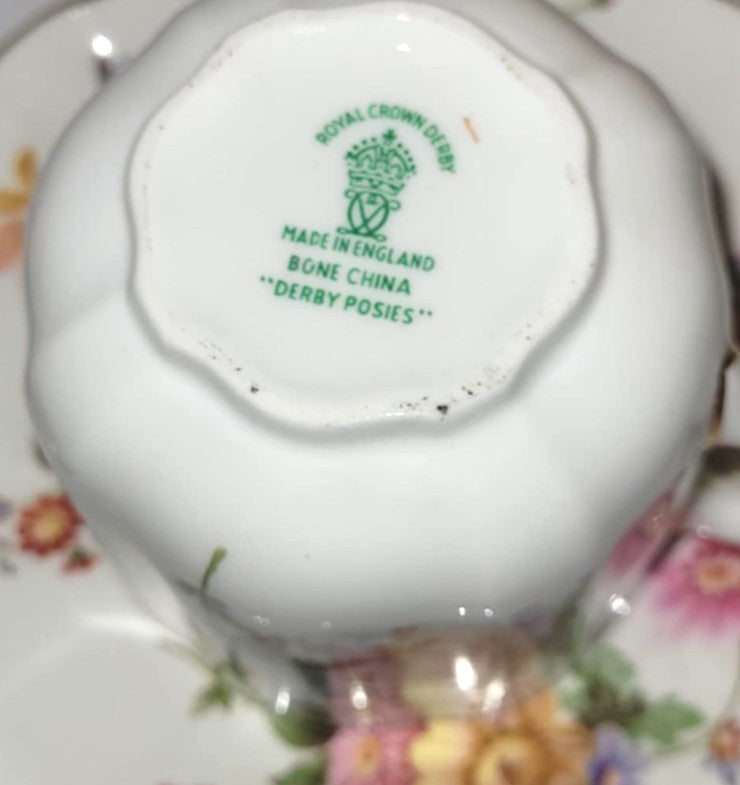 ROYAL CROWN DERBY
MADE IN ENGLAND
BONE CHINA
"DERBY POSIES"